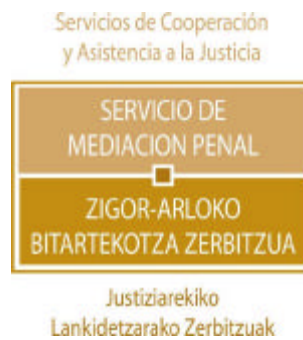 Servicios de Cooperación
y Asistencia a la Justicia
SERVICIO DE
MEDIACION PENAL
ZIGOR-ARLOKO
BITARTEKOTZA ZERBITZUA
Justiziarekiko
Lankidetzarako Zerbitzuak